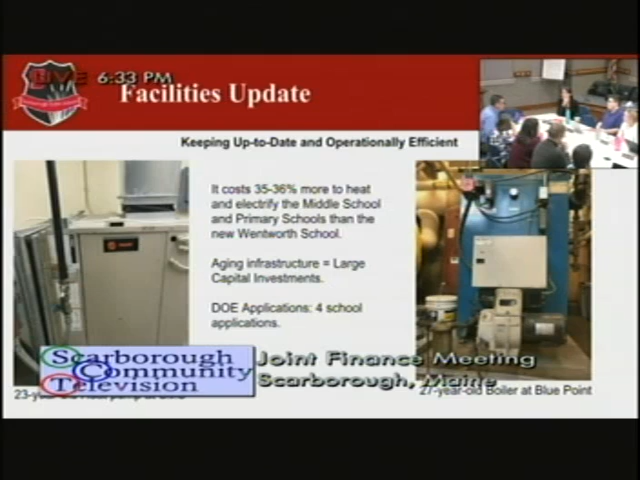 LIVE 6:33 PM
Facilities Update
Keeping Up-to-Date and Operationally Efficient
It costs 35-36% more to heat
and electrify the Middle School
and Primary Schools than the
new Wentworth School.
Aging infrastructure = Large
Capital Investments.
DOE Applications: 4 school
applications.
Scarborough
Community
Television
Joint Finance Meeting
Scarborough, Maine
23-year-old
27-year-old Boiler at Blue Point